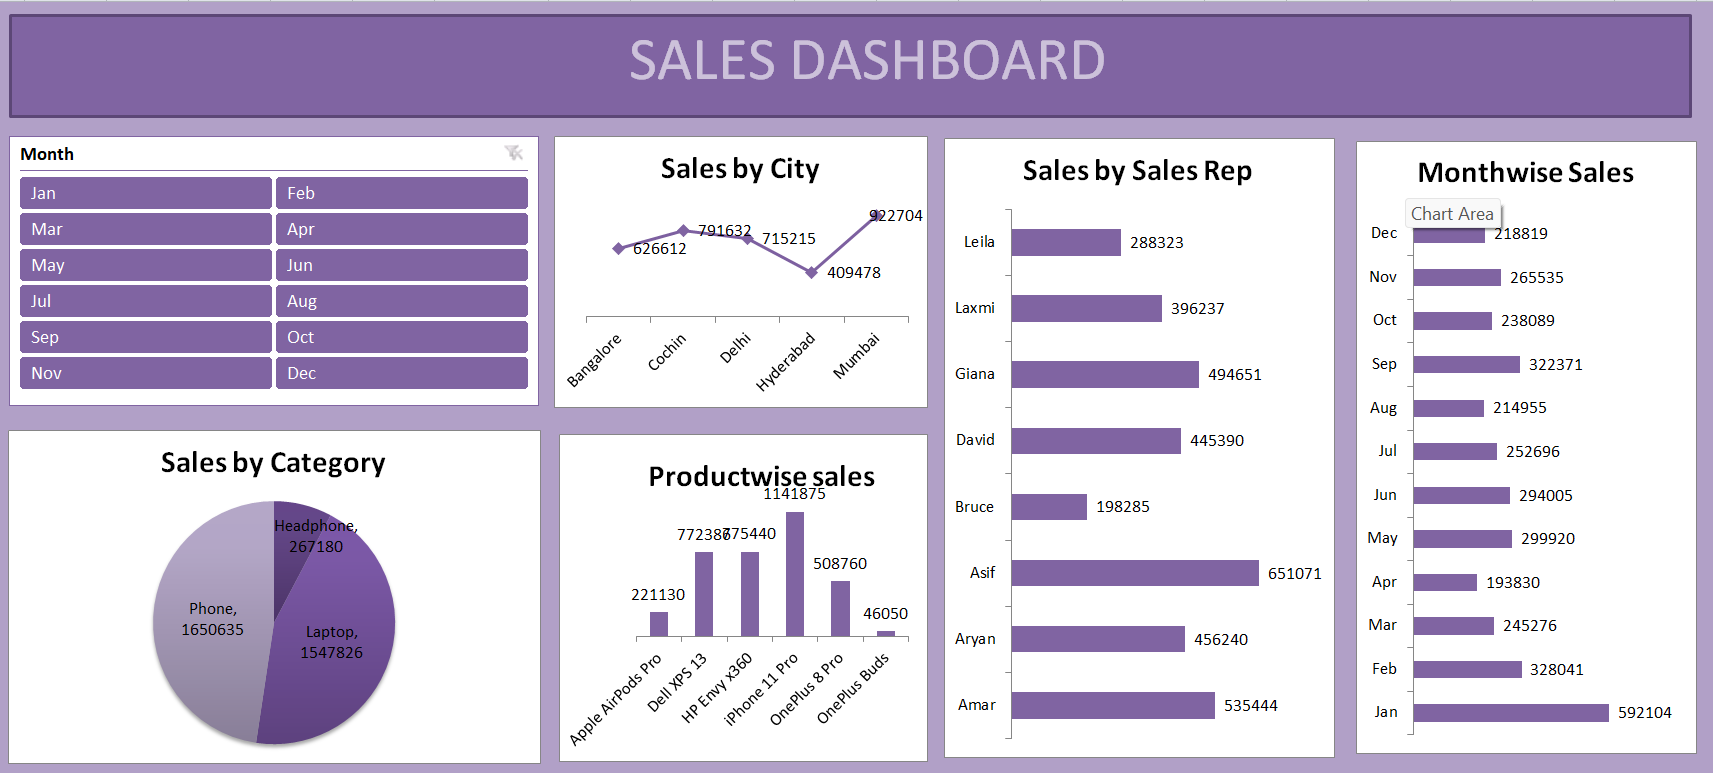 SALES DASHBOARD
Month
Jan
Feb
Mar
Apr
May
Jun
Jul
Aug
Sep
Oct
Nov
Dec
Sales by City
626612
791632
715215
409478
922704
Bangalore
Cochin
Delhi
Hyderabad
Mumbai
Sales by Sales Rep
Leila
288323
Laxmi
396237
Giana
494651
David
445390
Bruce
198285
Asif
651071
Aryan
456240
Amar
535444
Monthwise Sales
Chart Area
Dec
218819
Nov
265535
Oct
238089
Sep
322371
Aug
214955
Jul
252696
Jun
294005
May
299920
Apr
193830
Mar
245276
Feb
328041
Jan
592104
Sales by Category
Headphone,
267180
Phone,
1650635
Laptop,
1547826
Productwise sales
221130
772386
775440
1141875
508760
46050
Apple AirPods Pro
Dell XPS 13
HP Envy x360
iPhone 11 Pro
OnePlus 8 Pro
OnePlus Buds